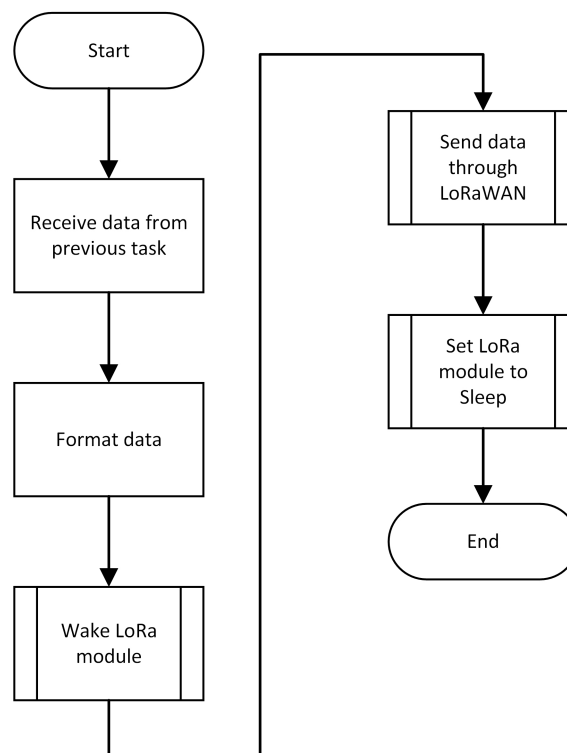 Start
Receive data from
previous task
Format data
Wake LoRa
module
Send data
through
LoRaWAN
Set LoRa
module to
Sleep
End